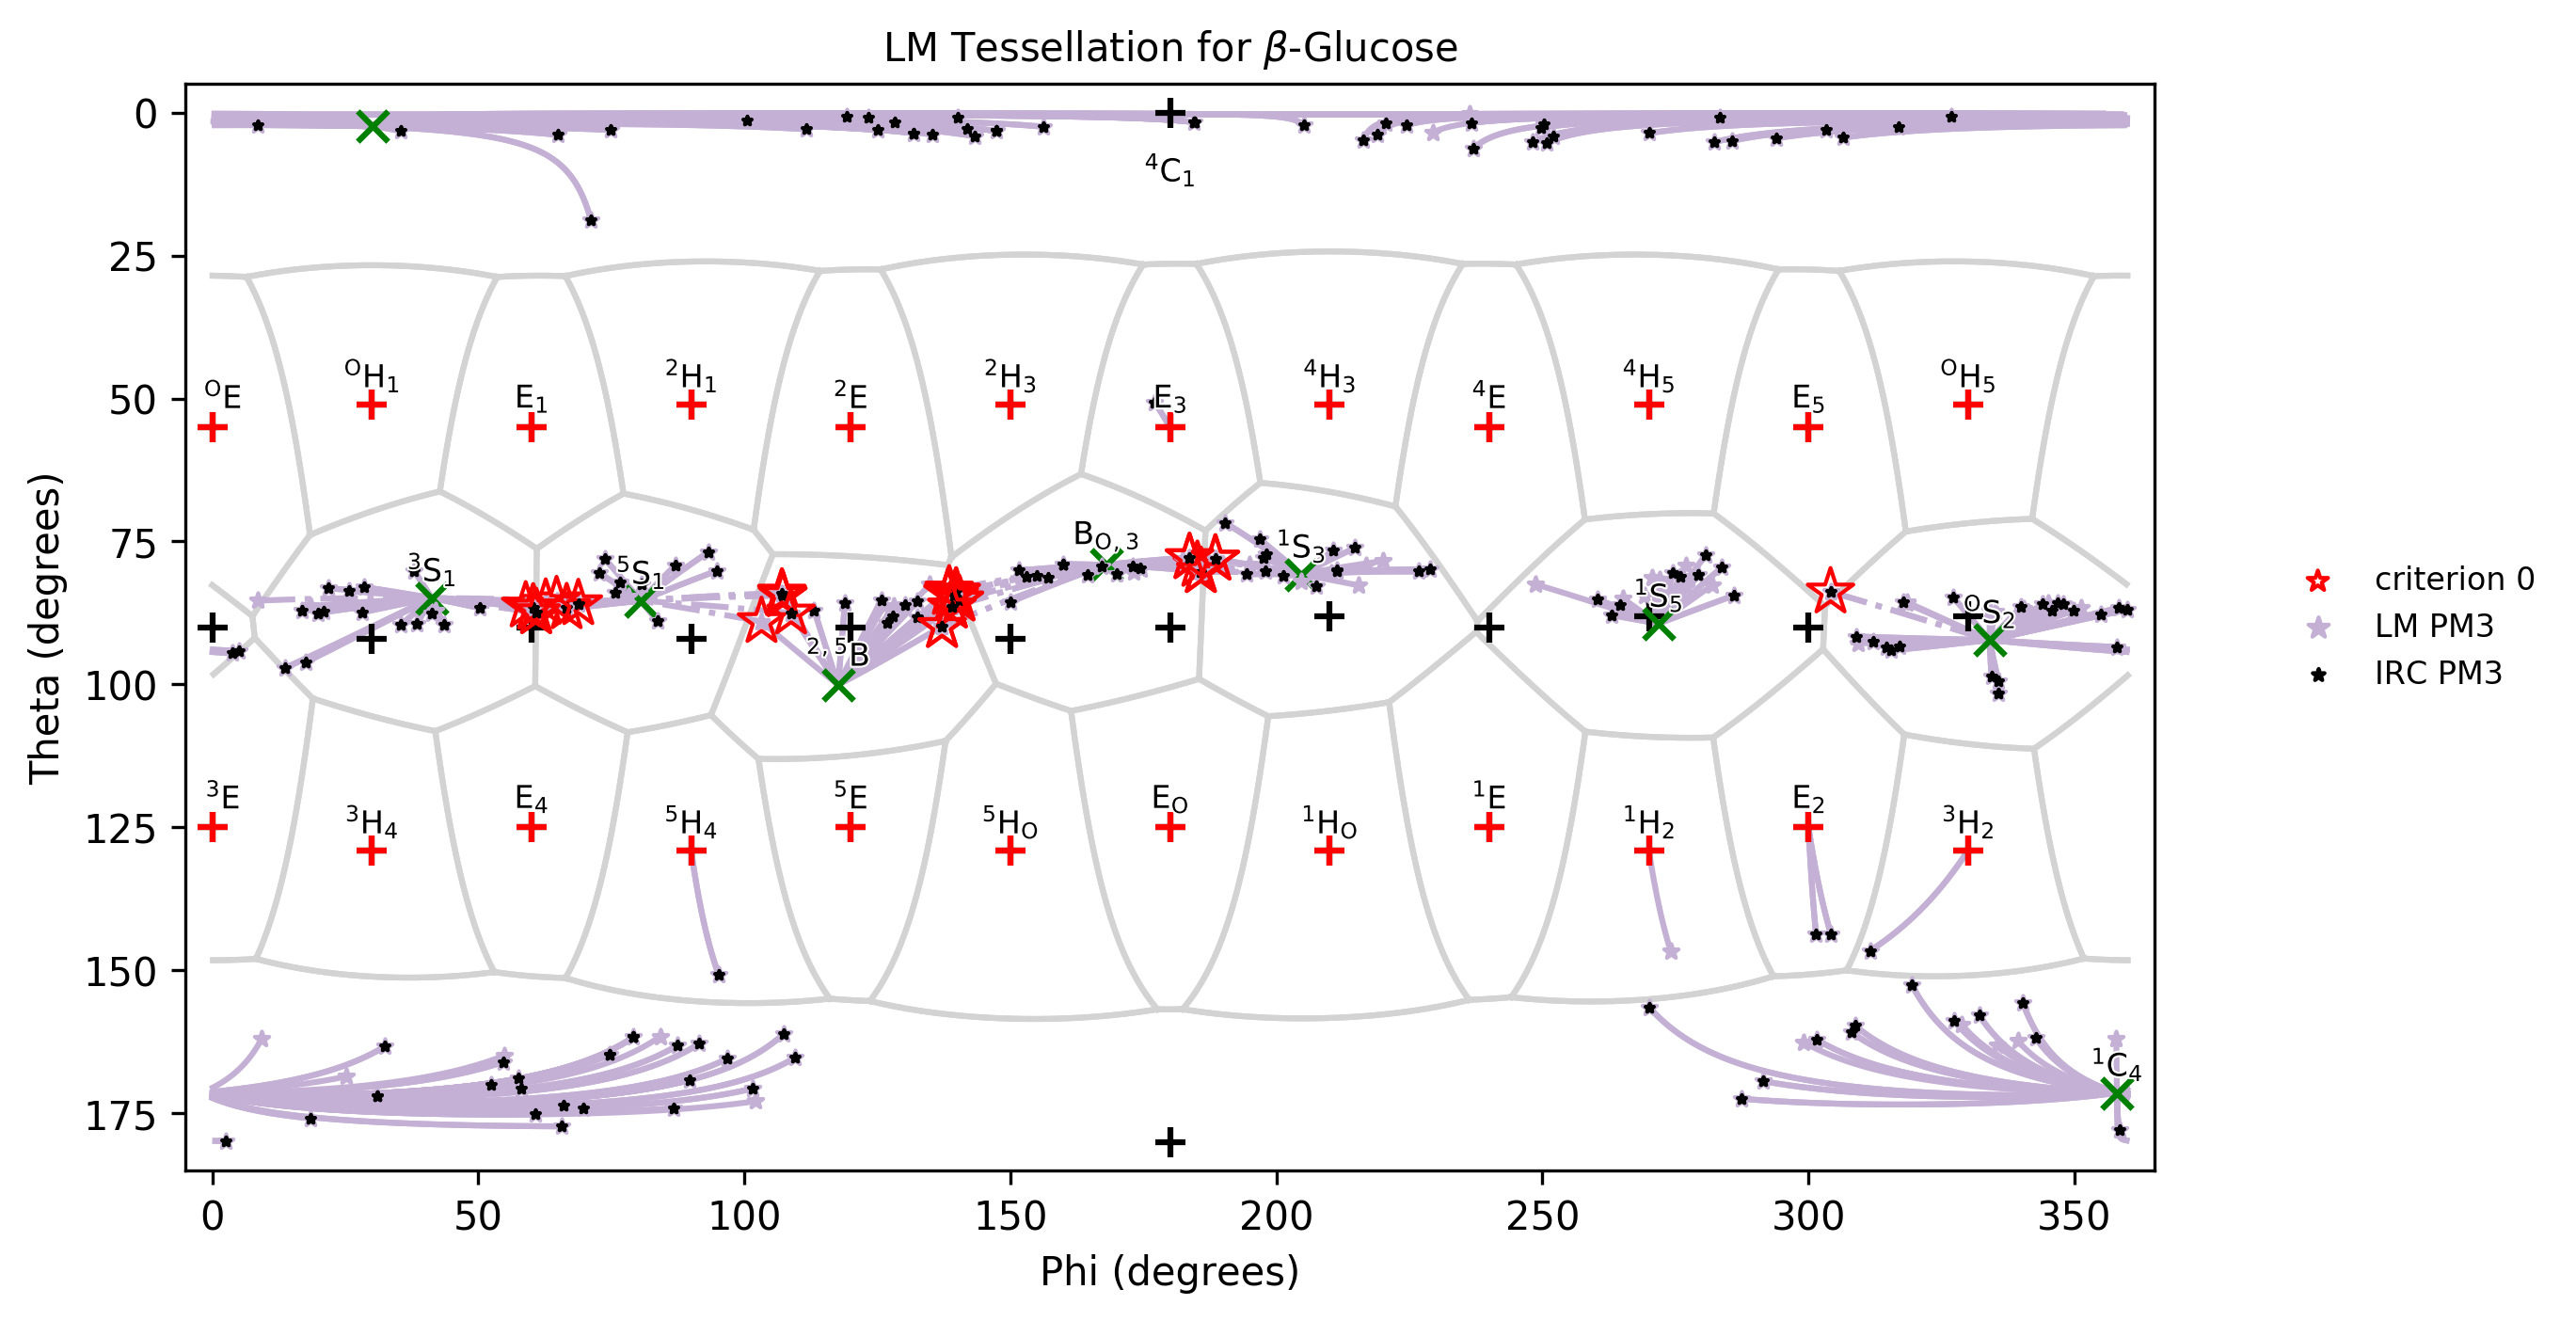 LM Tessellation for β-Glucose
Theta (degrees)
0
25
50
75
100
125
150
175
⁴C₁
ᴼE
ᴼH₁
E₁
²H₁
²E
²H₃
E₃
⁴H₃
⁴E
⁴H₅
E₅
ᴼH₅
³S₁
⁵S₁
²,⁵B
B_O,₃
¹S₃
¹S₅
ᴼS₂
³E
³H₄
E₄
⁵H₄
⁵E
⁵H_O
E_O
¹H_O
¹E
¹H₂
E₂
³H₂
¹C₄
0 50 100 150 200 250 300 350
Phi (degrees)
criterion 0
LM PM3
IRC PM3